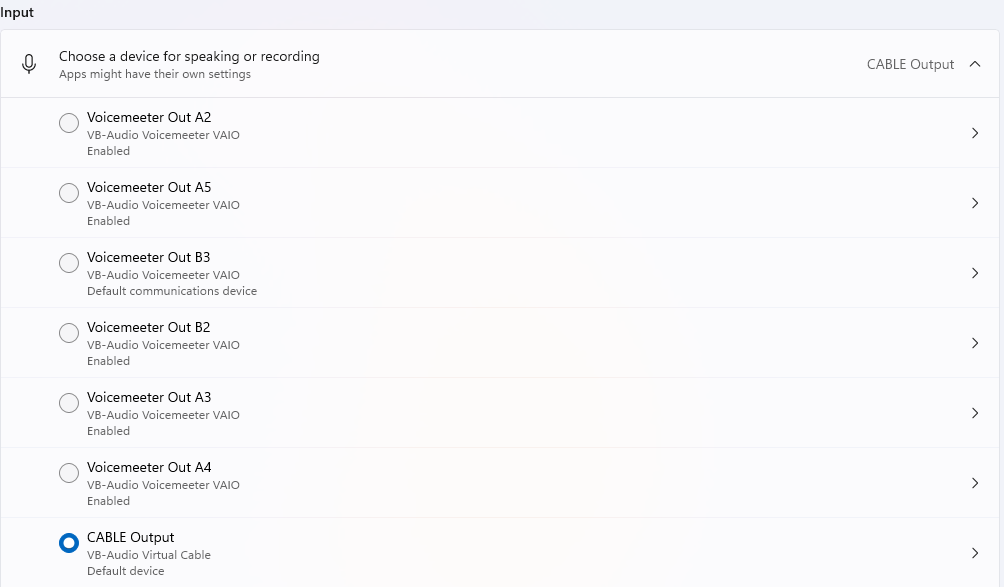 Input
Choose a device for speaking or recording
Apps might have their own settings
CABLE Output
Voicemeeter Out A2
VB-Audio Voicemeeter VAIO
Enabled
Voicemeeter Out A5
VB-Audio Voicemeeter VAIO
Enabled
Voicemeeter Out B3
VB-Audio Voicemeeter VAIO
Default communications device
Voicemeeter Out B2
VB-Audio Voicemeeter VAIO
Enabled
Voicemeeter Out A3
VB-Audio Voicemeeter VAIO
Enabled
Voicemeeter Out A4
VB-Audio Voicemeeter VAIO
Enabled
CABLE Output
VB-Audio Virtual Cable
Default device